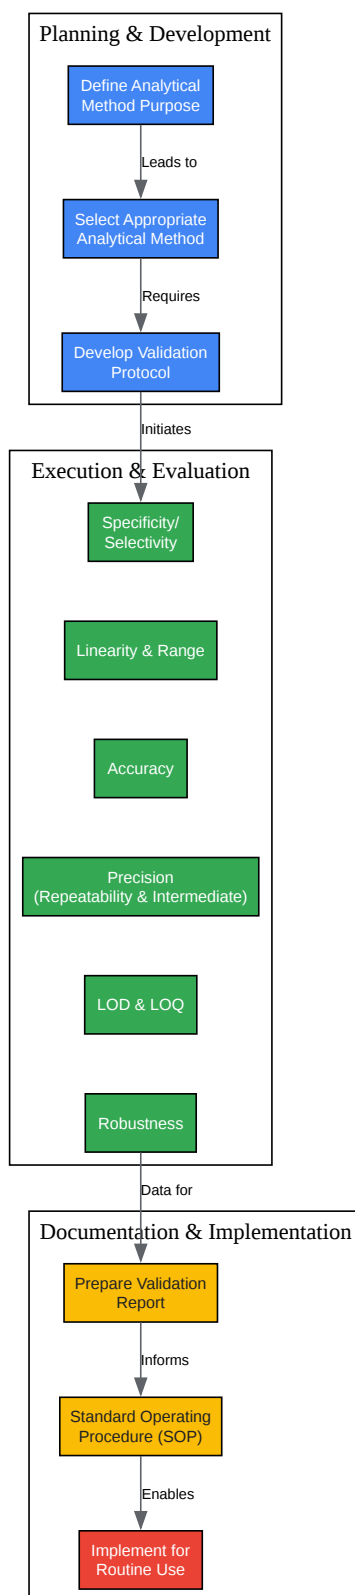 Planning & Development
Define Analytical
Method Purpose
Leads to
Select Appropriate
Analytical Method
Requires
Develop Validation
Protocol
Initiates
Execution & Evaluation
Specificity/
Selectivity
Linearity & Range
Accuracy
Precision
(Repeatability & Intermediate)
LOD & LOQ
Robustness
Data for
Documentation & Implementation
Prepare Validation
Report
Informs
Standard Operating
Procedure (SOP)
Enables
Implement for
Routine Use